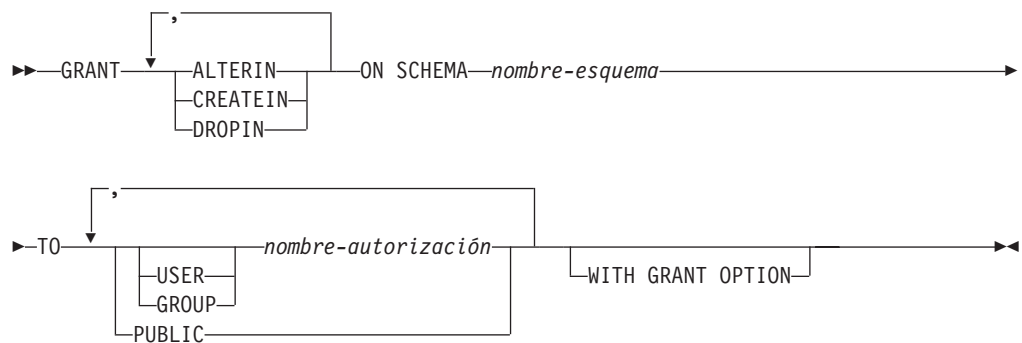 ,
GRANT ALTERIN ON SCHEMA nombre-esquema
CREATEIN
DROPIN
,
TO nombre-autorización
USER WITH GRANT OPTION
GROUP
PUBLIC